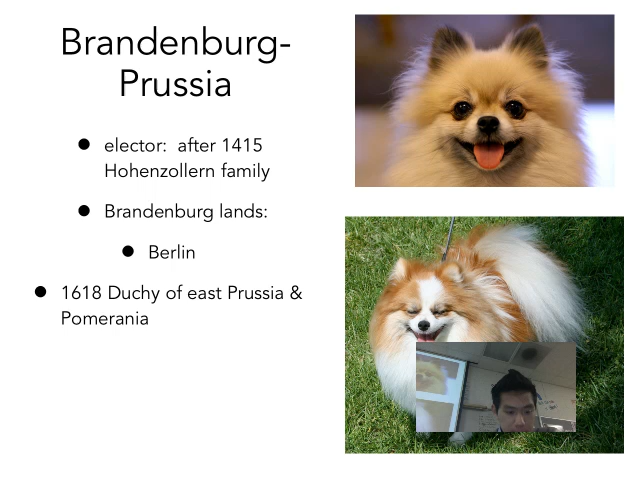 Brandenburg-
Prussia
● elector:  after 1415
Hohenzollern family
● Brandenburg lands:
● Berlin
● 1618 Duchy of east Prussia &
Pomerania